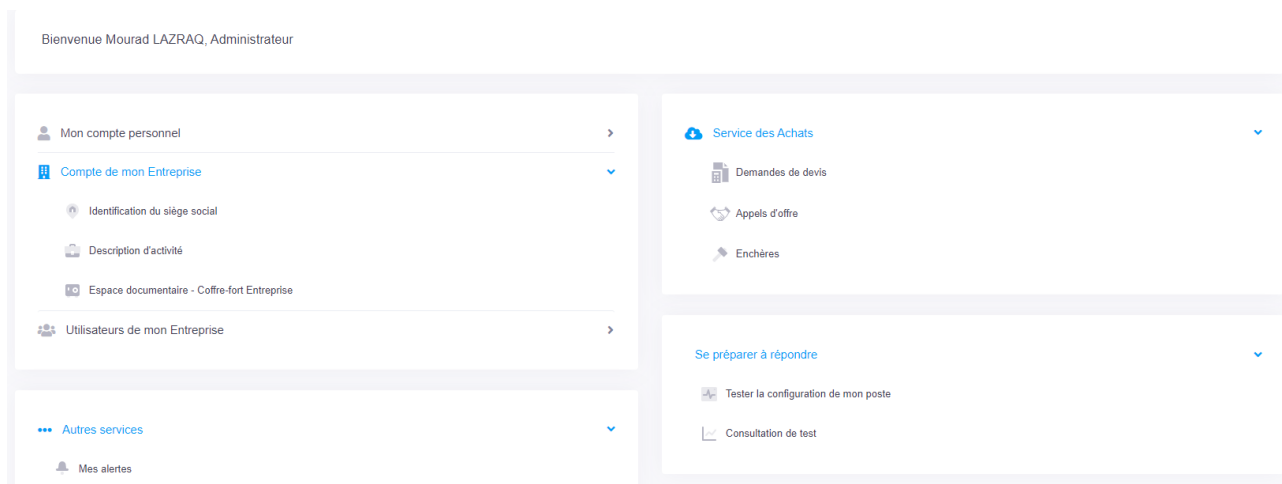 Bienvenue Mourad LAZRAQ, Administrateur
Mon compte personnel
Compte de mon Entreprise
Identification du siège social
Description d'activité
Espace documentaire - Coffre-fort Entreprise
Utilisateurs de mon Entreprise
Autres services
Mes alertes
Service des Achats
Demandes de devis
Appels d'offre
Enchères
Se préparer à répondre
Tester la configuration de mon poste
Consultation de test